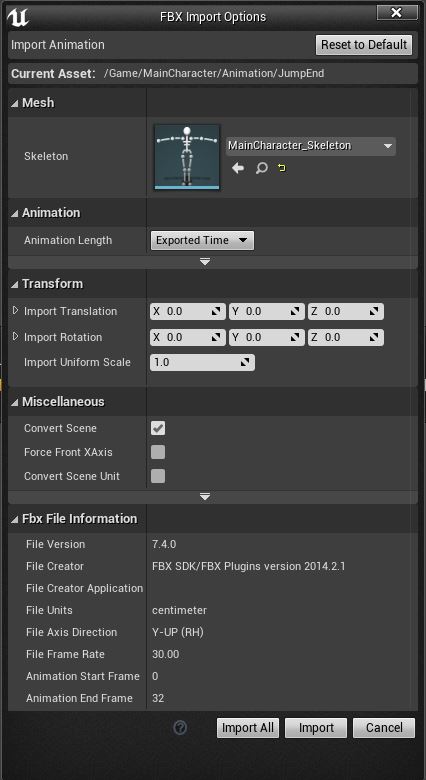 FBX Import Options
Import Animation Reset to Default
Current Asset: /Game/MainCharacter/Animation/JumpEnd
Mesh
Skeleton MainCharacter_Skeleton
Animation
Animation Length Exported Time
Transform
Import Translation X 0.0 Y 0.0 Z 0.0
Import Rotation X 0.0 Y 0.0 Z 0.0
Import Uniform Scale 1.0
Miscellaneous
Convert Scene
Force Front XAxis
Convert Scene Unit
Fbx File Information
File Version 7.4.0
File Creator FBX SDK/FBX Plugins version 2014.2.1
File Creator Application
File Units centimeter
File Axis Direction Y-UP (RH)
File Frame Rate 30.00
Animation Start Frame 0
Animation End Frame 32
? Import All Import Cancel